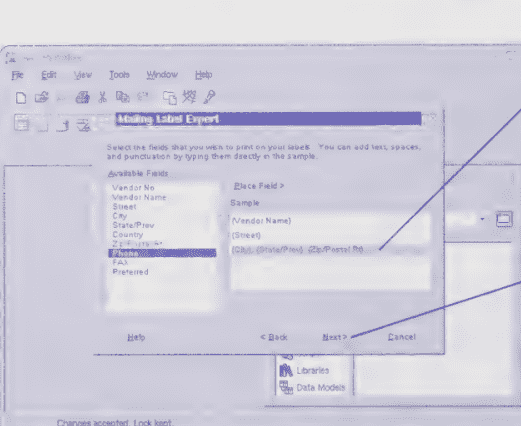 File Edit View Tools Window Help
Mailing Label Expert
Select the fields that you wish to print on your labels. You can add text, spaces,
and punctuation by typing them directly in the sample.
Available Fields
Vendor No
Vendor Name
Street
City
State/Prov
Country
Phone
FAX
Preferred
Place Field >
Sample
(Vendor Name)
(Street)
(City), (State/Prov) (Zip/Postal
Help
< Back
Next >
Cancel
Libraries
Data Models
Changes accepted. Lock kept